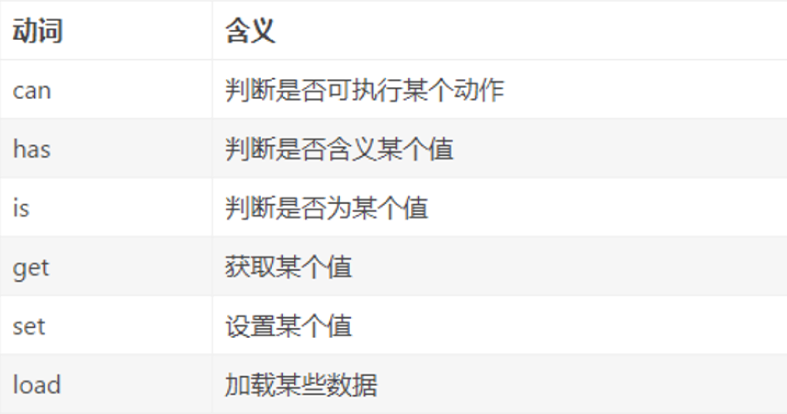 动词 含义
can 判断是否可执行某个动作
has 判断是否含义某个值
is 判断是否为某个值
get 获取某个值
set 设置某个值
load 加载某些数据